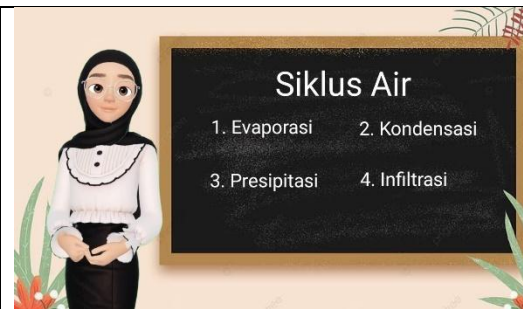 Siklus Air
1. Evaporasi 2. Kondensasi
3. Presipitasi 4. Infiltrasi